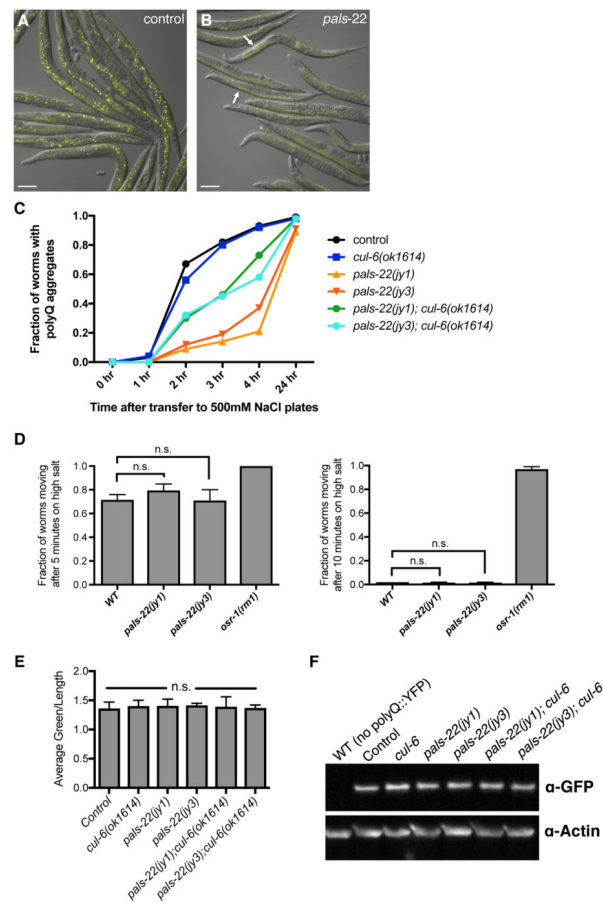 A
control
B
pals-22
C
Fraction of worms with
polyQ aggregates
1.0
0.8
0.6
0.4
0.2
0.0
0 hr
1 hr
2 hr
3 hr
4 hr
24 hr
Time after transfer to 500mM NaCl plates
control
cul-6(ok1614)
pals-22(jy1)
pals-22(jy3)
pals-22(jy1); cul-6(ok1614)
pals-22(jy3); cul-6(ok1614)
D
Fraction of worms moving
after 5 minutes on high salt
1.0
0.8
0.6
0.4
0.2
0.0
n.s.
n.s.
WT
pals-22(jy1)
pals-22(jy3)
osr-1(rm1)
Fraction of worms moving
after 10 minutes on high salt
1.0
0.8
0.6
0.4
0.2
0.0
n.s.
n.s.
WT
pals-22(jy1)
pals-22(jy3)
osr-1(rm1)
E
Average Green/Length
2.0
1.5
1.0
0.5
0.0
n.s.
Control
cul-6(ok1614)
pals-22(jy1)
pals-22(jy3)
pals-22(jy1);cul-6(ok1614)
pals-22(jy3);cul-6(ok1614)
F
WT (no polyQ::YFP)
Control
cul-6
pals-22(jy1)
pals-22(jy3)
pals-22(jy1); cul-6
pals-22(jy3); cul-6
α-GFP
α-Actin